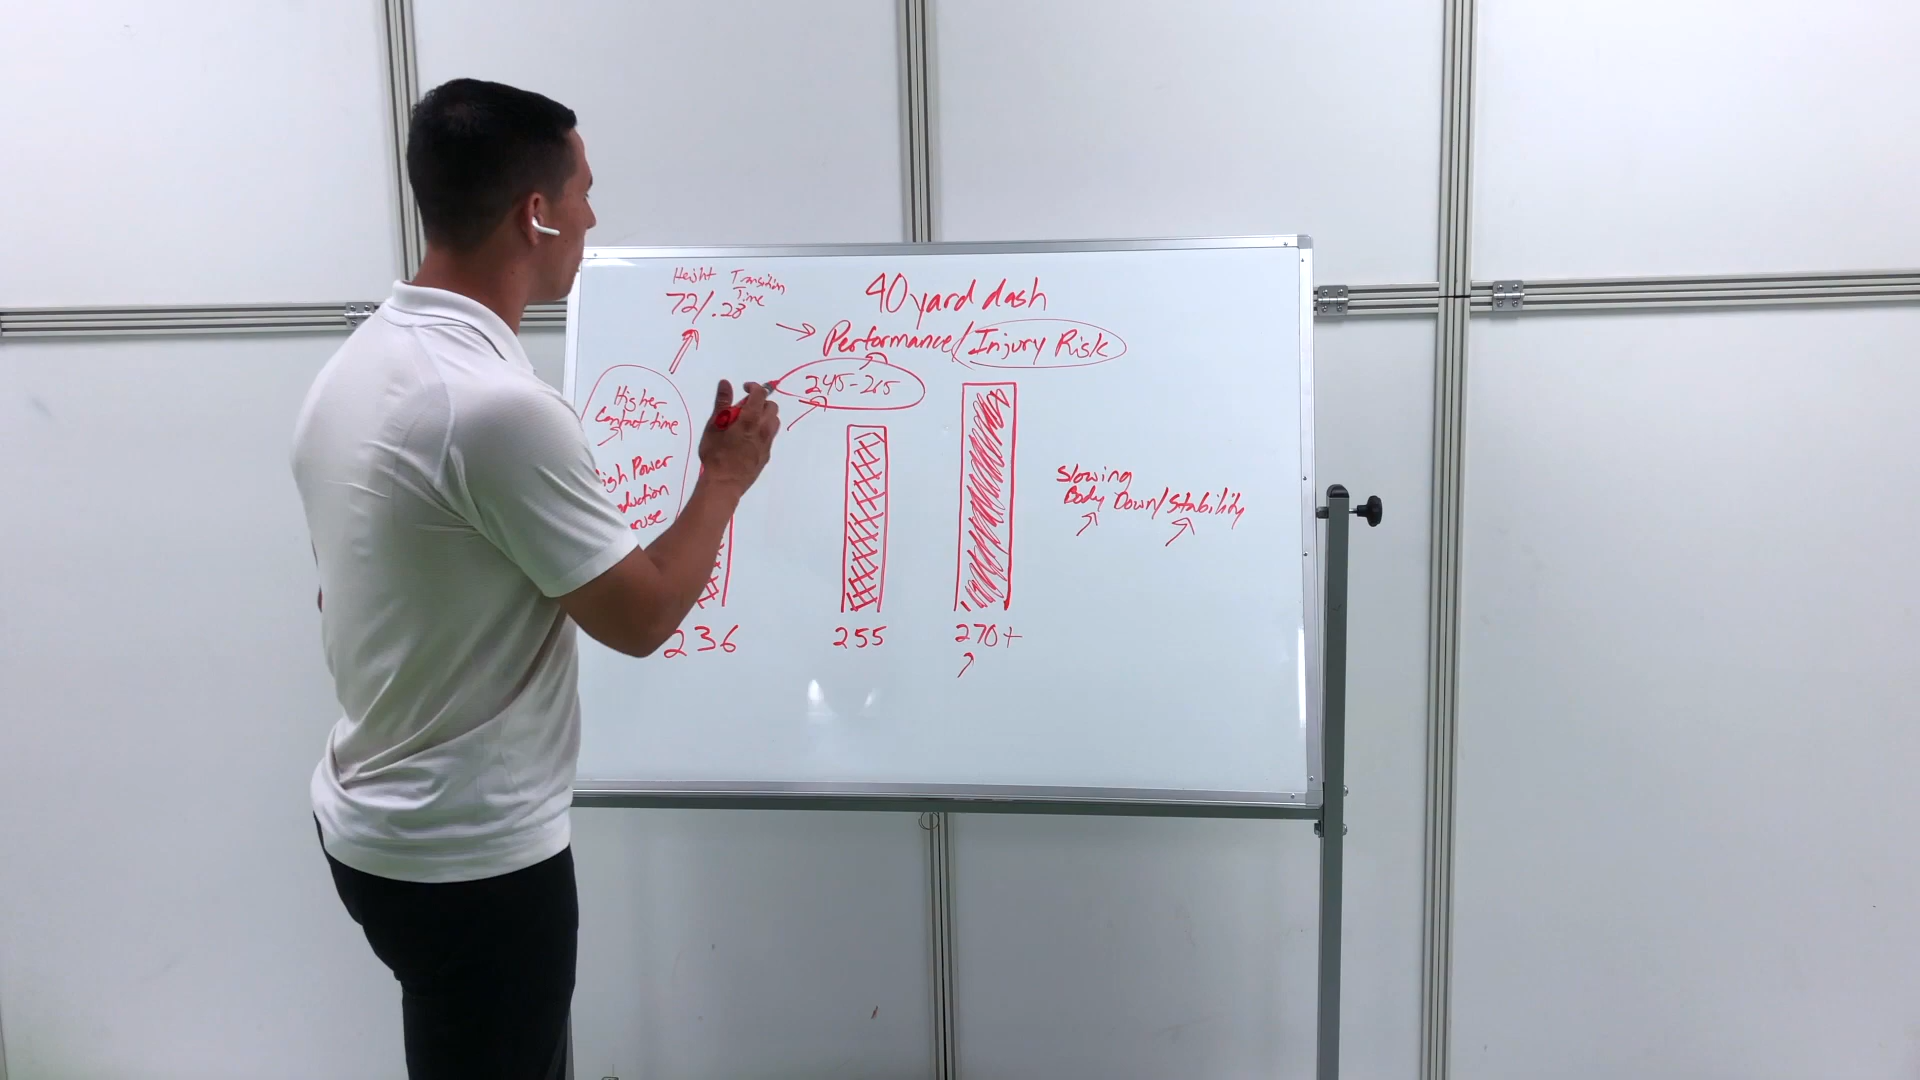 Height Transition
Time
72/.28
40 yard dash
Performance/Injury Risk
245-265
Higher
Contact time
Power
236
255
270+
Slowing
Body Down/Stability